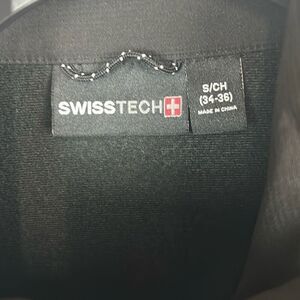 SWISSTECH
S/CH
(34-36)
MADE IN CHINA